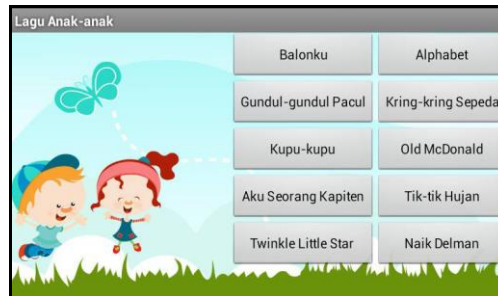 Lagu Anak-anak
Balonku Alphabet
Gundul-gundul Pacul Kring-kring Sepeda
Kupu-kupu Old McDonald
Aku Seorang Kapiten Tik-tik Hujan
Twinkle Little Star Naik Delman